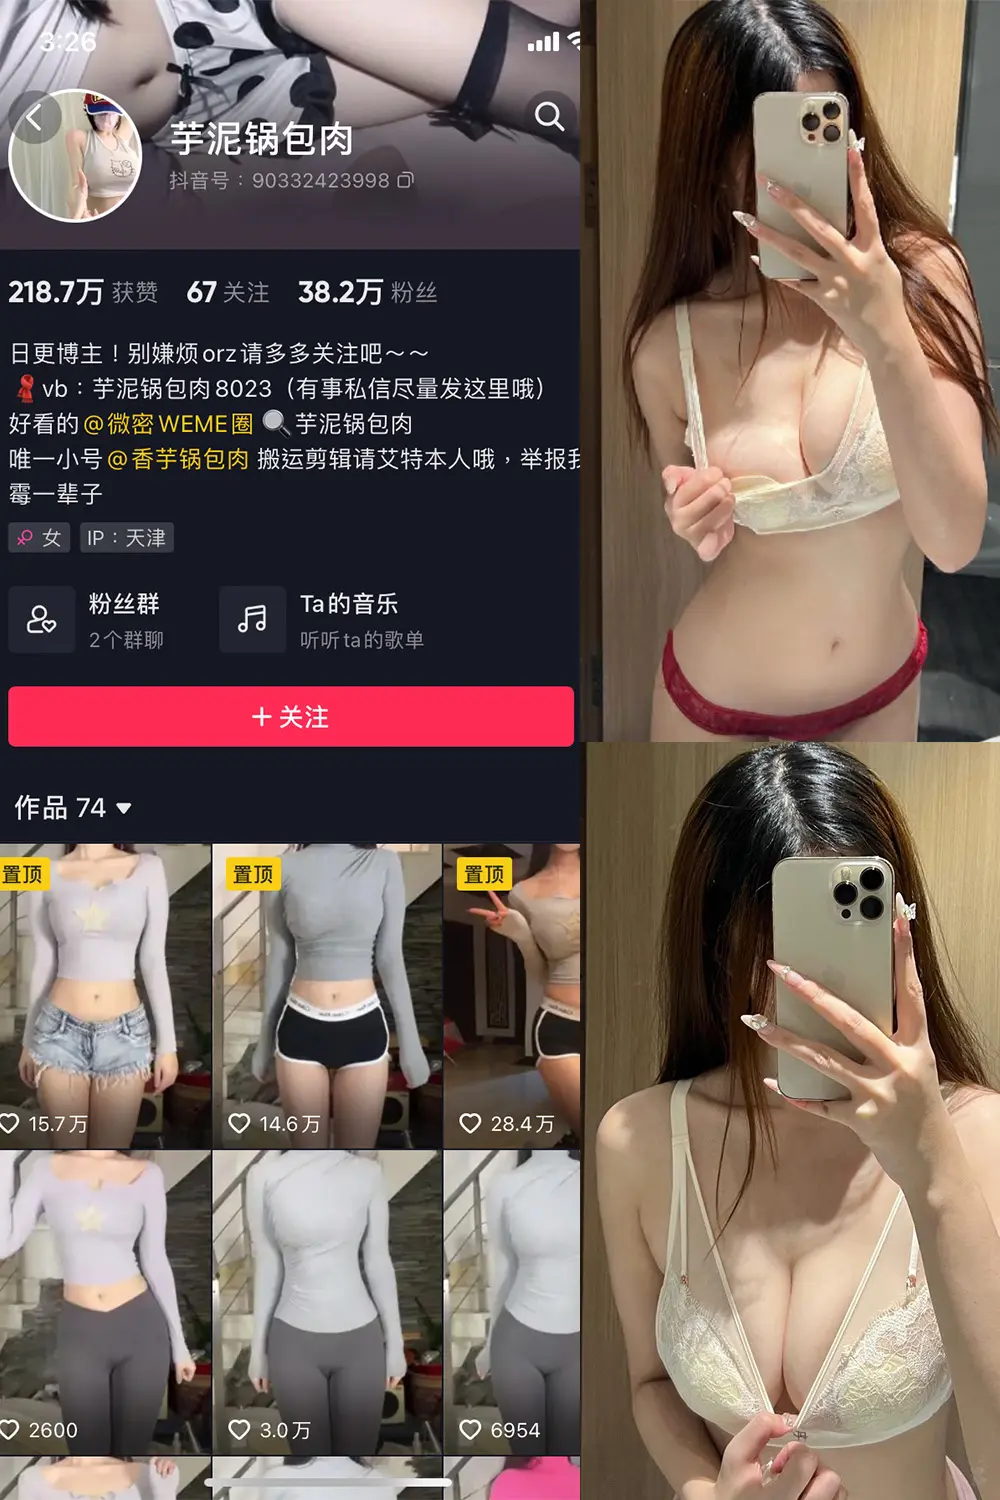 3:26
芋泥锅包肉
抖音号：90332423998
218.7万 获赞 67 关注 38.2万 粉丝
日更博主！别嫌烦orz请多多关注吧～～
vb：芋泥锅包肉8023（有事私信尽量发这里哦）
好看的@微密WEME圈 芋泥锅包肉
唯一小号@香芋锅包肉 搬运剪辑请艾特本人哦，举报我
霉一辈子
女 IP：天津
粉丝群 Ta的音乐
2个群聊 听听ta的歌单
＋关注
作品 74
置顶 置顶 置顶
15.7万 14.6万 28.4万
2600 3.0万 6954